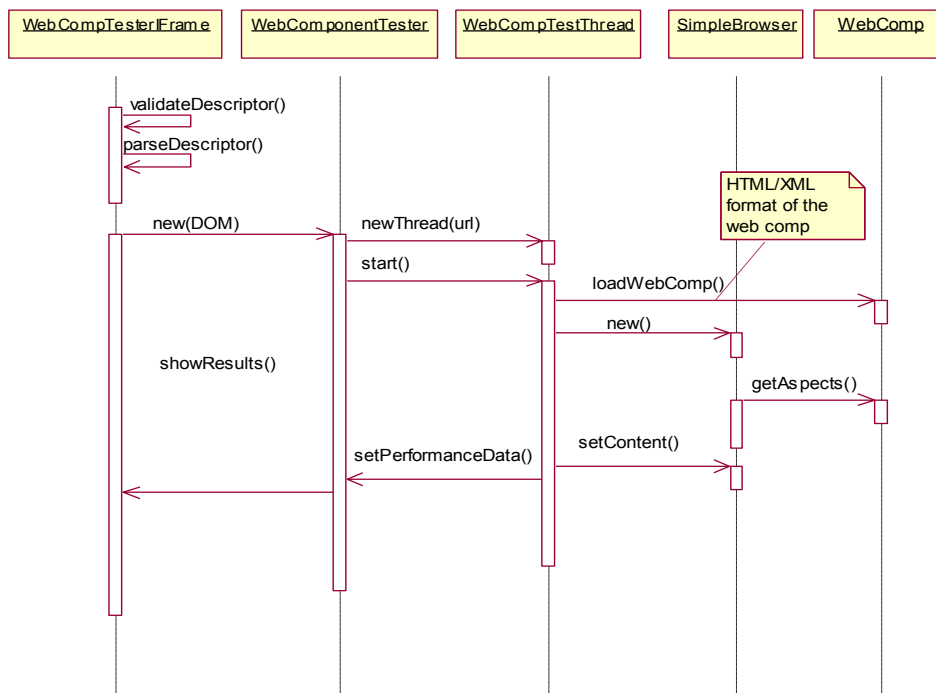 WebCompTesterIFrame
WebComponentTester
WebCompTestThread
SimpleBrowser
WebComp
validateDescriptor()
parseDescriptor()
HTML/XML
format of the
web comp
new(DOM)
newThread(url)
start()
loadWebComp()
new()
showResults()
getAspects()
setContent()
setPerformanceData()